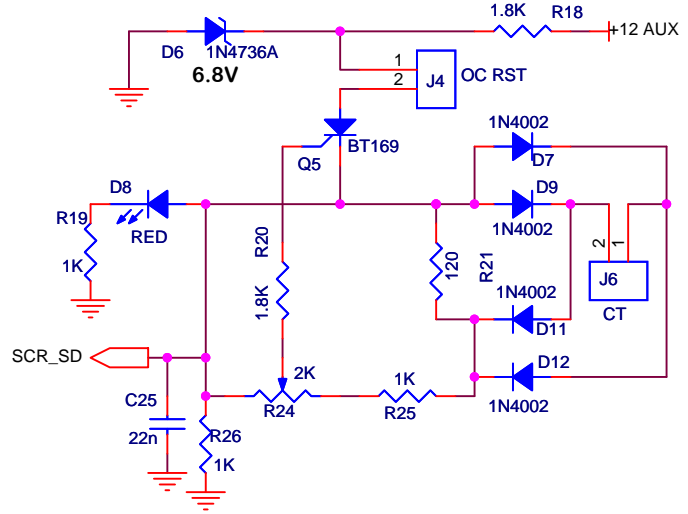 1.8K R18
+12 AUX
D6 1N4736A
6.8V
1
2
J4
OC RST
BT169
Q5
1N4002
D7
D8
D9
R19
RED
1N4002
1K
R20
1.8K
120
R21
2
1
J6
CT
1N4002
D11
SCR_SD
D12
2K
1K
R24
R25
1N4002
C25
22n
R26
1K